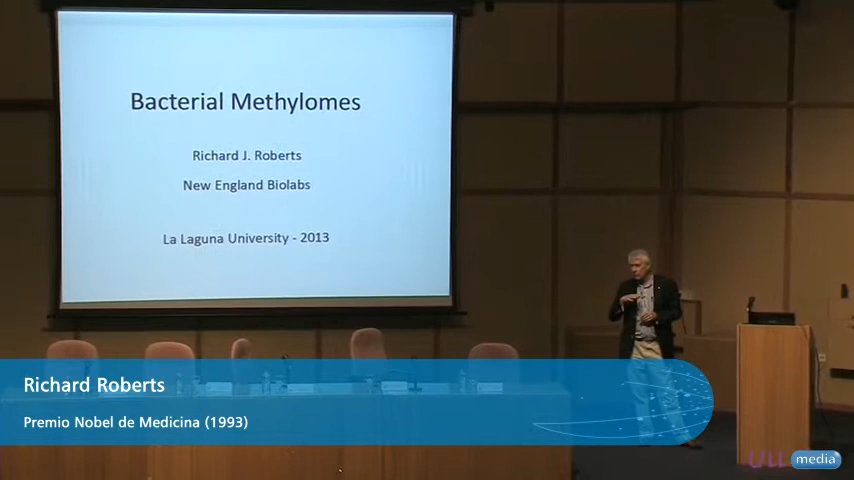 Bacterial Methylomes
Richard J. Roberts
New England Biolabs
La Laguna University - 2013
Richard Roberts
Premio Nobel de Medicina (1993)
ULL media